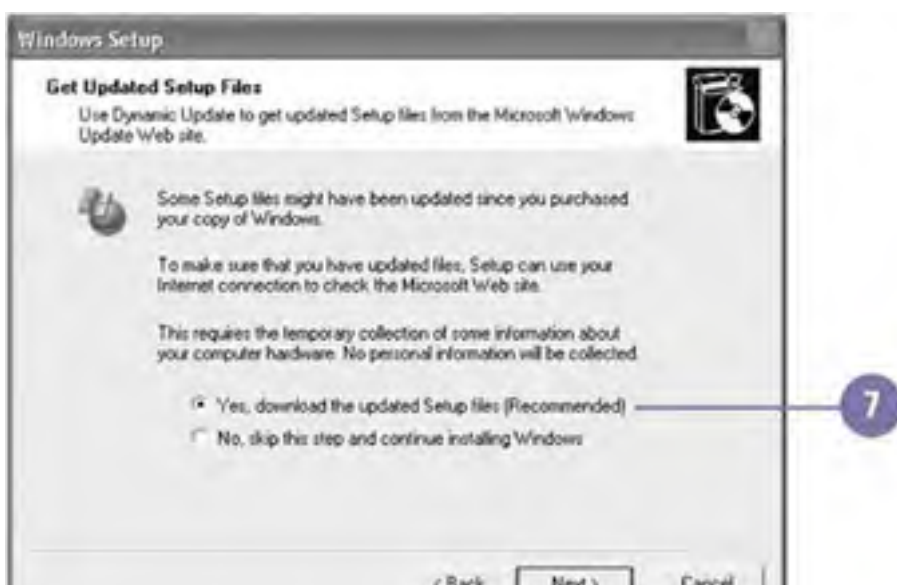 Windows Setup
Get Updated Setup Files
Use Dynamic Update to get updated Setup files from the Microsoft Windows
Update Web site.
Some Setup files might have been updated since you purchased
your copy of Windows.
To make sure that you have updated files, Setup can use your
Internet connection to check the Microsoft Web site.
This requires the temporary collection of some information about
your computer hardware. No personal information will be collected.
Yes, download the updated Setup files (Recommended)
7
No, skip this step and continue installing Windows
< Back
Next >
Cancel